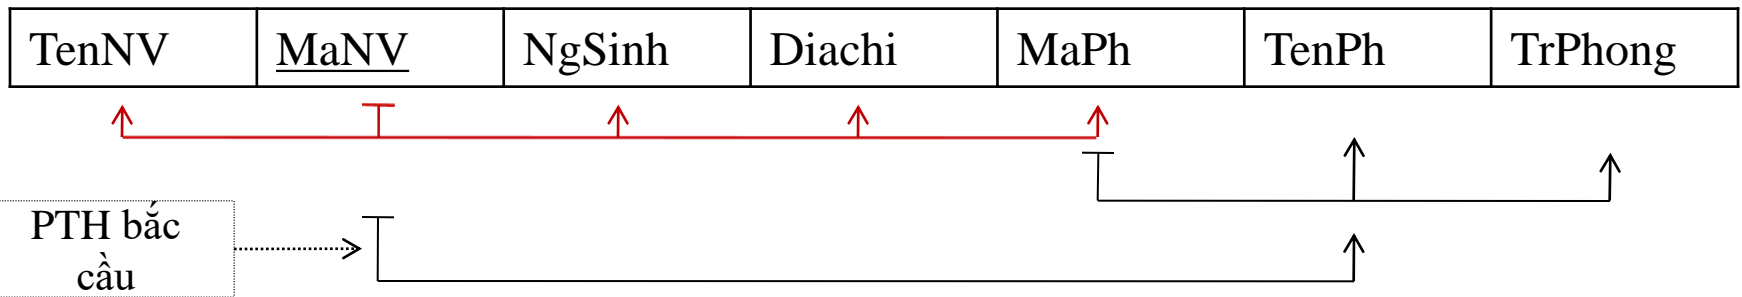 TenNV MaNV NgSinh Diachi MaPh TenPh TrPhong
PTH bắc
cầu